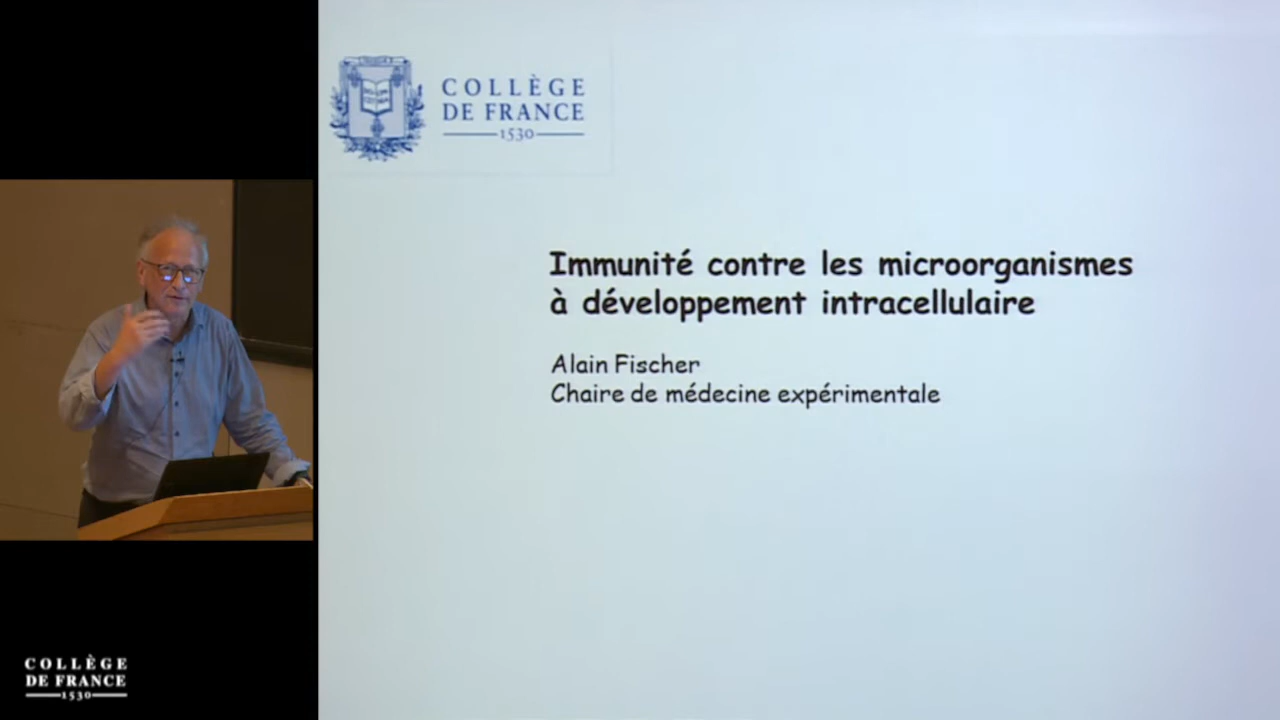 COLLÈGE
DE FRANCE
1530
Immunité contre les microorganismes
à développement intracellulaire
Alain Fischer
Chaire de médecine expérimentale
COLLÈGE
DE FRANCE
1530